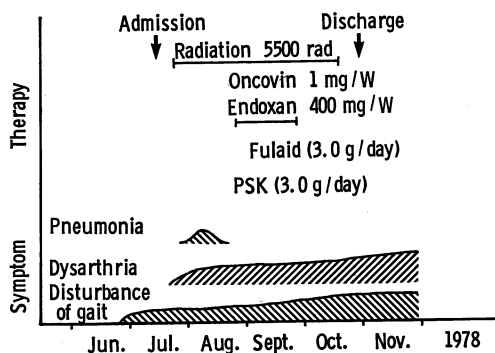 Admission
Discharge
Radiation 5500 rad
Oncovin 1 mg/W
Endoxan 400 mg/W
Fulaid (3.0 g/day)
PSK (3.0 g/day)
Therapy
Pneumonia
Dysarthria
Disturbance
of gait
Symptom
Jun. Jul. Aug. Sept. Oct. Nov. 1978